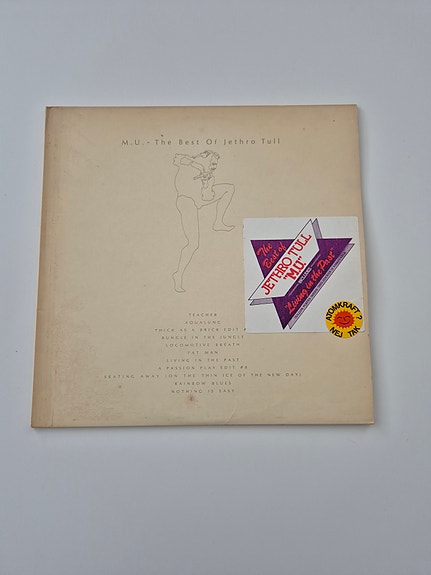 M.U. - The Best Of Jethro Tull
The
Best of
JETHRO TULL
"M.U."
"Living in the Past"
ATOMKRAFT?
NEJ TAK
TEACHER
AQUALUNG
THICK AS A BRICK EDIT #
BUNGLE IN THE JUNGLE
LOCOMOTIVE BREATH
FAT MAN
LIVING IN THE PAST
A PASSION PLAY EDIT #8
SKATING AWAY (ON THE THIN ICE OF THE NEW DAY)
RAINBOW BLUES
NOTHING IS EASY